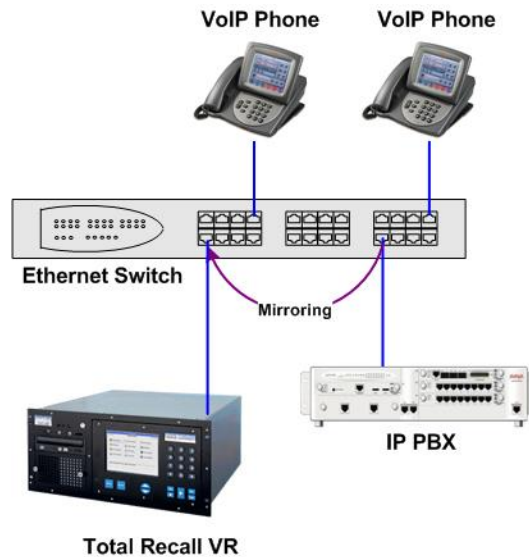 VoIP Phone
VoIP Phone
Ethernet Switch
Mirroring
IP PBX
Total Recall VR